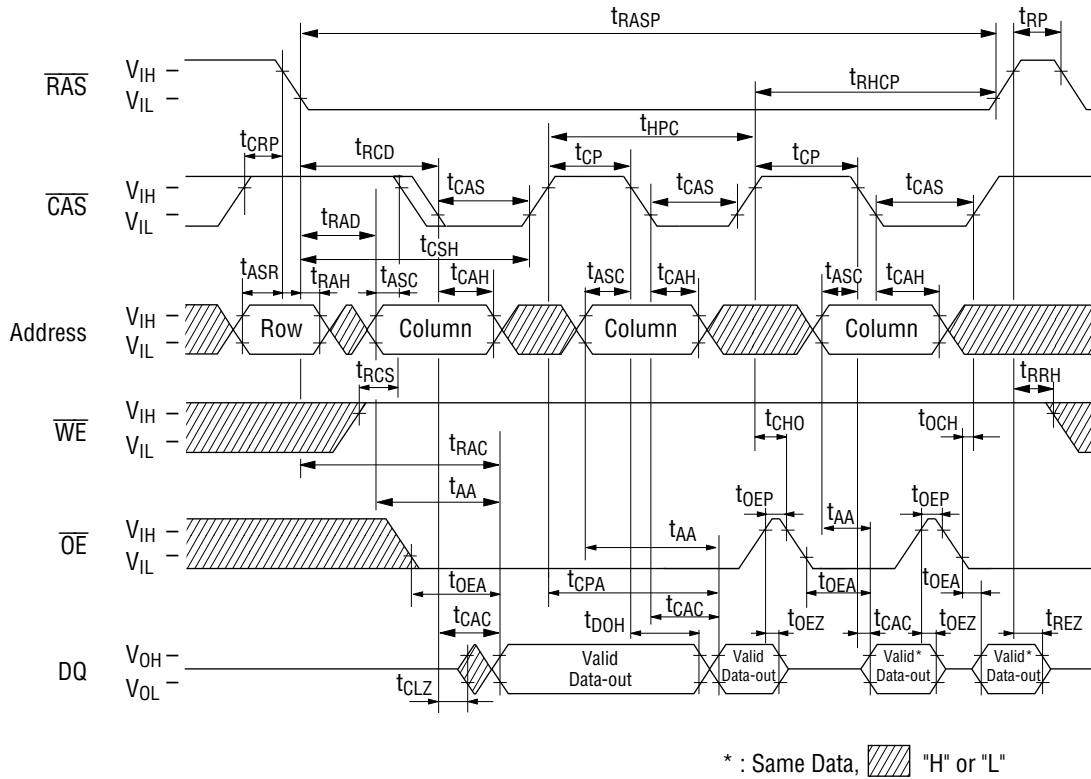 tRASP
tRP
RAS
VIH
VIL
tRHCP
tCRP
tRCD
tHPC
tCP
tCP
CAS
VIH
VIL
tCAS
tCAS
tCAS
tRAD
tCSH
tASR
tRAH
tASC
tCAH
tASC
tCAH
tASC
tCAH
Address
VIH
VIL
Row
Column
Column
Column
tRCS
tRRH
WE
VIH
VIL
tCHO
tOCH
tRAC
tAA
tOEP
tOEP
OE
VIH
VIL
tAA
tAA
tOEA
tCPA
tOEA
tOEA
tCAC
tCAC
tDOH
tOEZ
tCAC
tOEZ
tREZ
DQ
VOH
VOL
Valid
Data-out
Valid
Data-out
Valid*
Data-out
Valid*
Data-out
tCLZ
* : Same Data, "H" or "L"